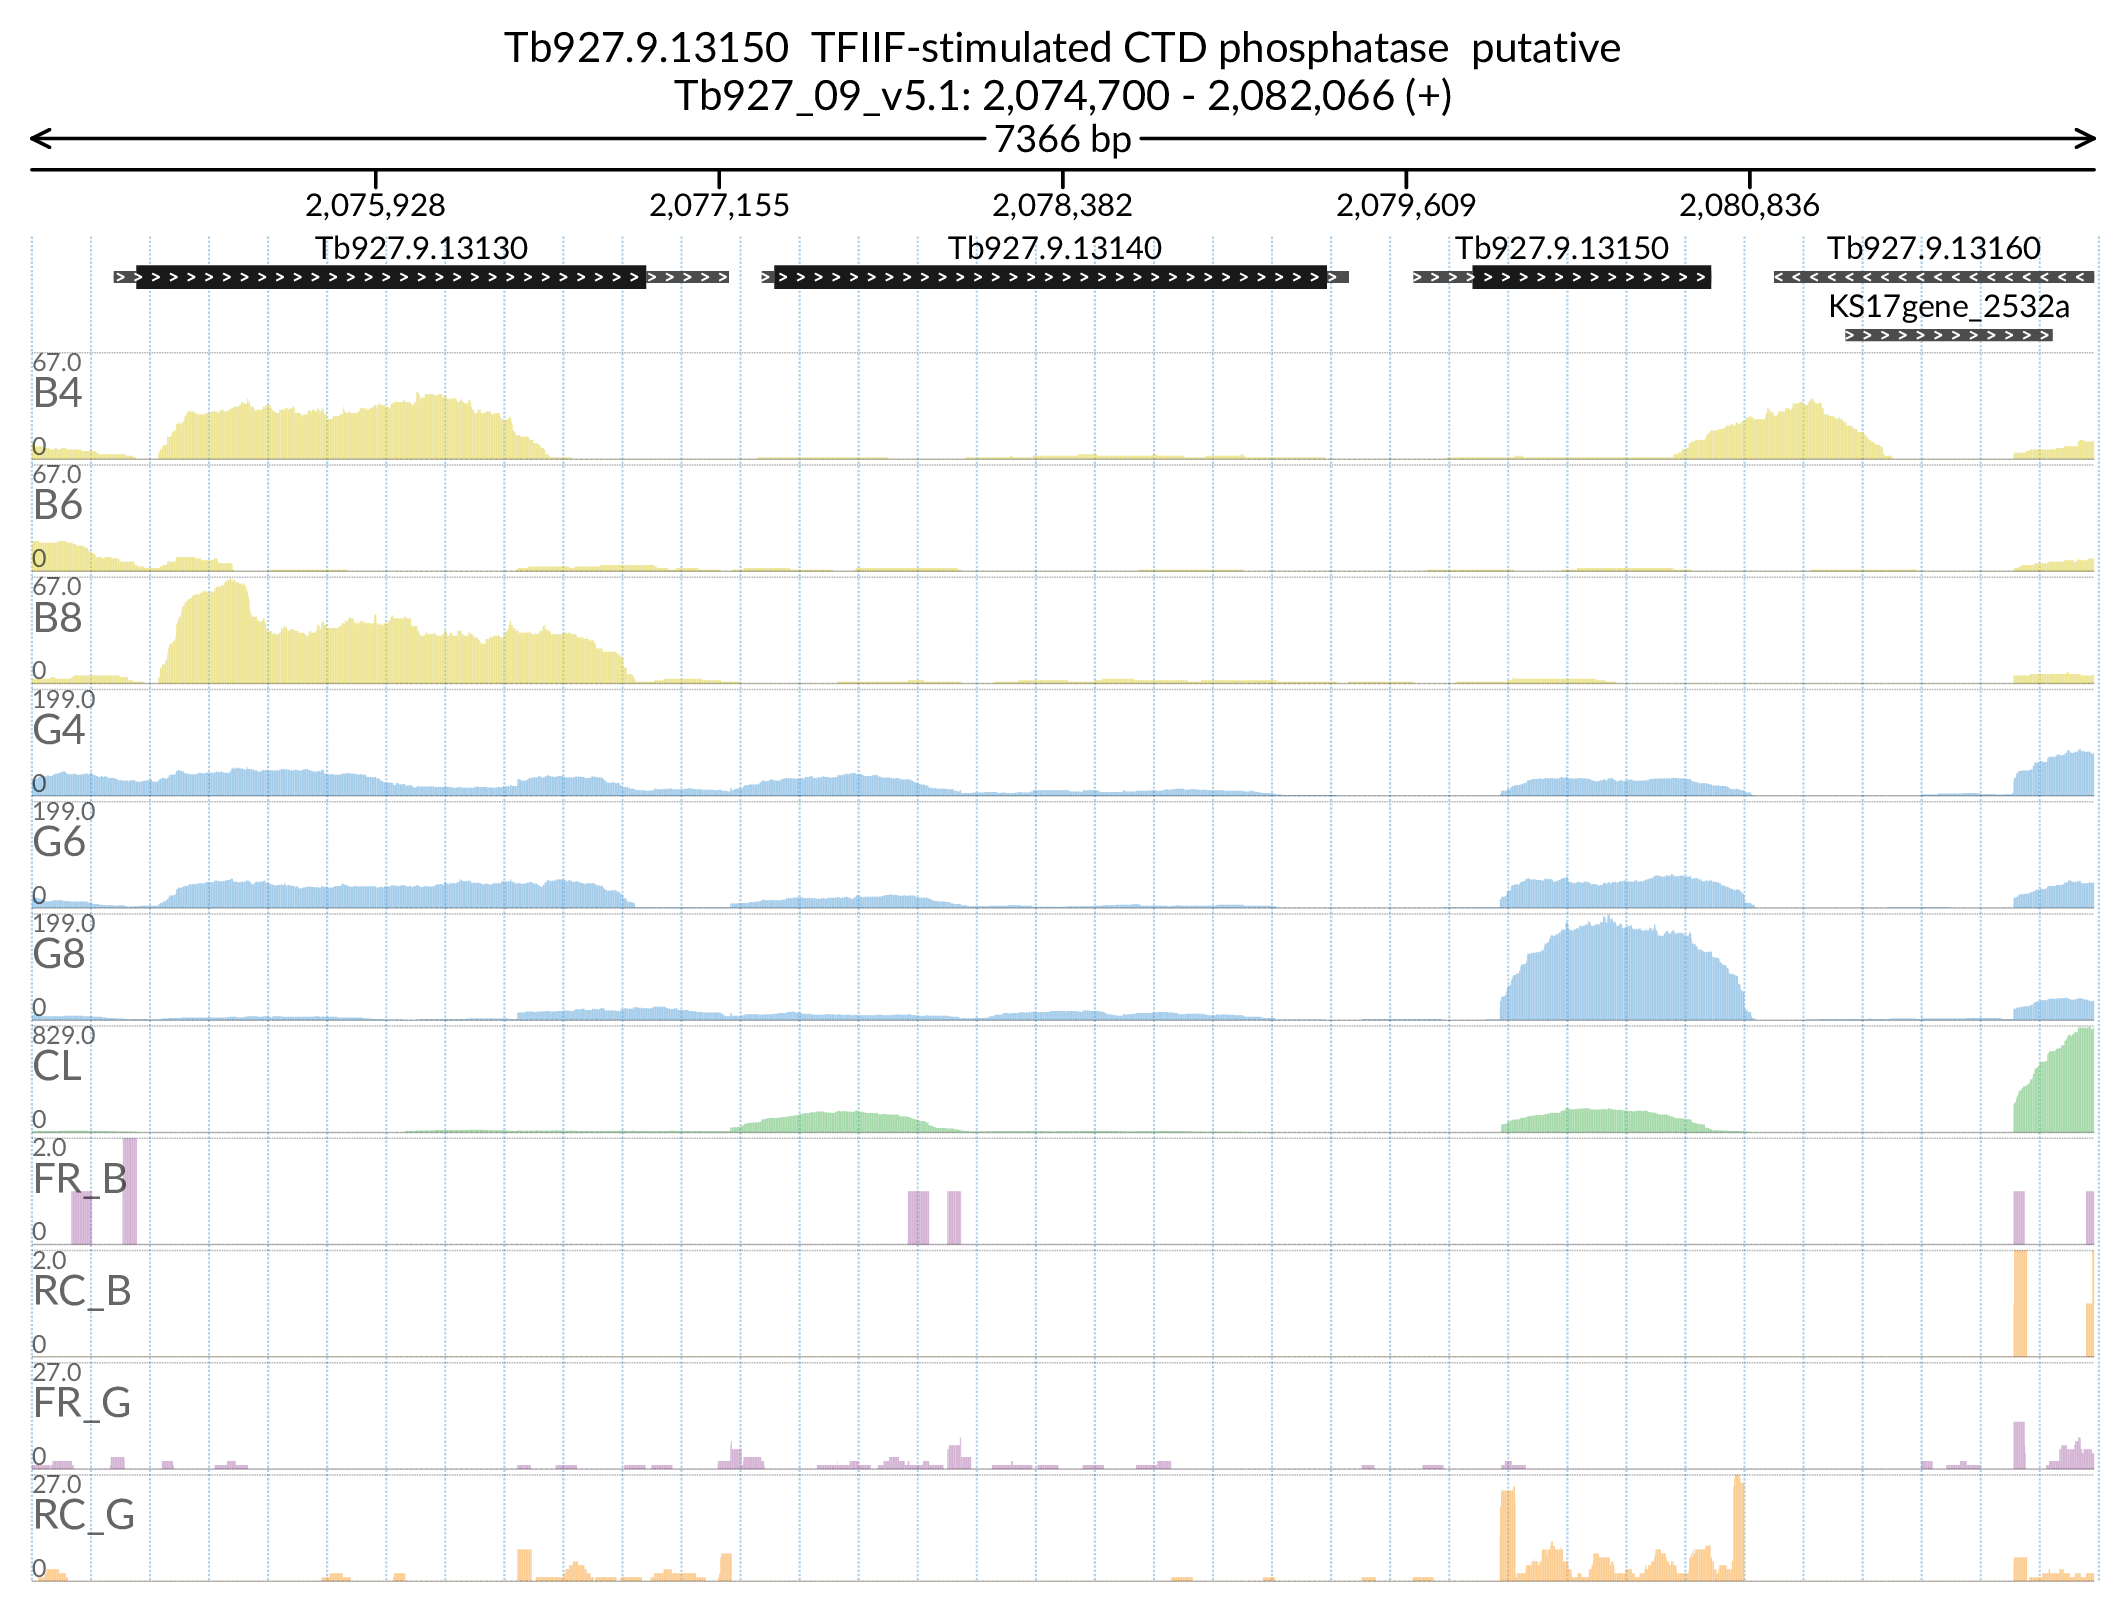 Tb927.9.13150  TFIIF-stimulated CTD phosphatase  putative
Tb927_09_v5.1: 2,074,700 - 2,082,066 (+)
7366 bp
2,075,928 2,077,155 2,078,382 2,079,609 2,080,836
Tb927.9.13130 Tb927.9.13140 Tb927.9.13150 Tb927.9.13160
KS17gene_2532a
67.0
B4
0
67.0
B6
0
67.0
B8
0
199.0
G4
0
199.0
G6
0
199.0
G8
0
829.0
CL
0
2.0
FR_B
0
2.0
RC_B
0
27.0
FR_G
0
27.0
RC_G
0